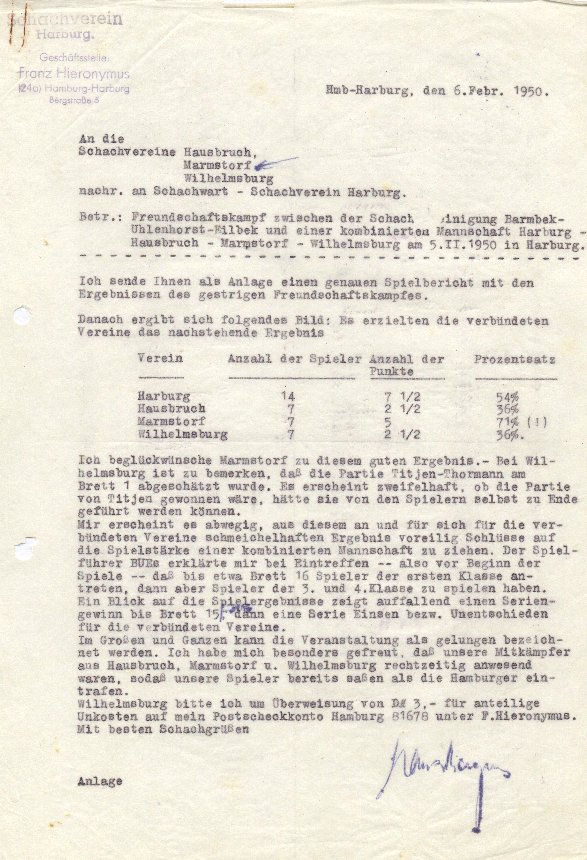 Schachverein
Harburg.
Geschäftsstelle:
Franz Hieronymus
(24a) Hamburg-Harburg
Bergstraße 6
Hmb-Harburg, den 6.Febr. 1950.
An die
Schachvereine Hausbruch,
Marmstorf
Wilhelmsburg
nachr. an Schachwart - Schachverein Harburg.
Betr.: Freundschaftskampf zwischen der Schach einigung Barmbek-
Uhlenhorst-Eilbek und einer kombinierten Mannschaft Harburg -
Hausbruch - Marmstorf - Wilhelmsburg am 5.II.1950 in Harburg.
Ich sende Ihnen als Anlage einen genauen Spielbericht mit den
Ergebnissen des gestrigen Freundschaftskampfes.
Danach ergibt sich folgendes Bild: Es erzielten die verbündeten
Vereine das nachstehende Ergebnis
Verein Anzahl der Spieler Anzahl der Punkte Prozentsatz
Harburg 14 7 1/2 54%
Hausbruch 7 2 1/2 36%
Marmstorf 7 5 71% (!)
Wilhelmsburg 7 2 1/2 36%.
Ich beglückwünsche Marmstorf zu diesem guten Ergebnis.- Bei Wil-
helmsburg ist zu bemerken, daß die Partie Titjen-Thormann am
Brett 1 abgeschätzt wurde. Es erscheint zweifelhaft, ob die Partie
von Titjen gewonnen wäre, hätte sie von den Spielern selbst zu Ende
geführt werden können.
Mir erscheint es abwegig, aus diesem an und für sich für die ver-
bündeten Vereine schmeichelhaften Ergebnis voreilig Schlüsse auf
die Spielstärke einer kombinierten Mannschaft zu ziehen. Der Spiel-
führer BUEs erklärte mir bei Eintreffen -- also vor Beginn der
Spiele -- daß bis etwa Brett 16 Spieler der ersten Klasse an-
treten, dann aber Spieler der 3. und 4.Klasse zu spielen haben.
Ein Blick auf die Spielergebnisse zeigt auffallend einen Serien-
gewinn bis Brett 15, dann eine Serie Einsen bezw. Unentschieden
für die verbündeten Vereine.
Im Großen und Ganzen kann die Veranstaltung als gelungen bezeich-
net werden. Ich habe mich besonders gefreut, daß unsere Mitkämpfer
aus Hausbruch, Marmstorf u. Wilhelmsburg rechtzeitig anwesend
waren, sodaß unsere Spieler bereits saßen als die Hamburger ein-
trafen.
Wilhelmsburg bitte ich um Überweisung von DM 3,- für anteilige
Unkosten auf mein Postscheckkonto Hamburg 81678 unter F.Hieronymus.
Mit besten Schachgrüßen
Anlage